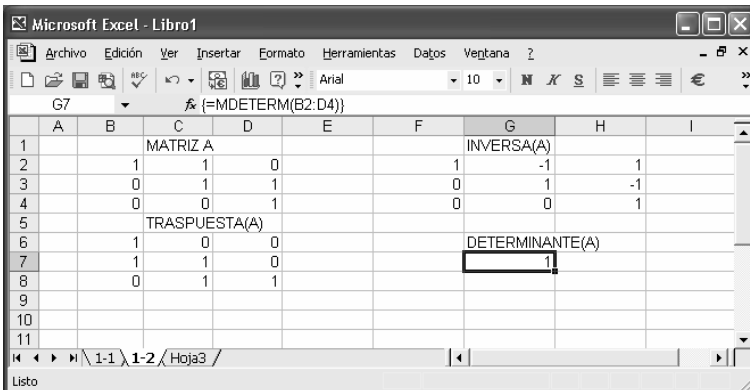 Microsoft Excel - Libro1
Archivo Edición Ver Insertar Formato Herramientas Datos Ventana ?
ABC Arial 10 N K S €
G7 fx {=MDETERM(B2:D4)}
A B C D E F G H I
1 MATRIZ A INVERSA(A)
2 1 1 0 1 -1 1
3 0 1 1 0 1 -1
4 0 0 1 0 0 1
5 TRASPUESTA(A)
6 1 0 0 DETERMINANTE(A)
7 1 1 0 1
8 0 1 1
9
10
11
1-1 1-2 Hoja3
Listo